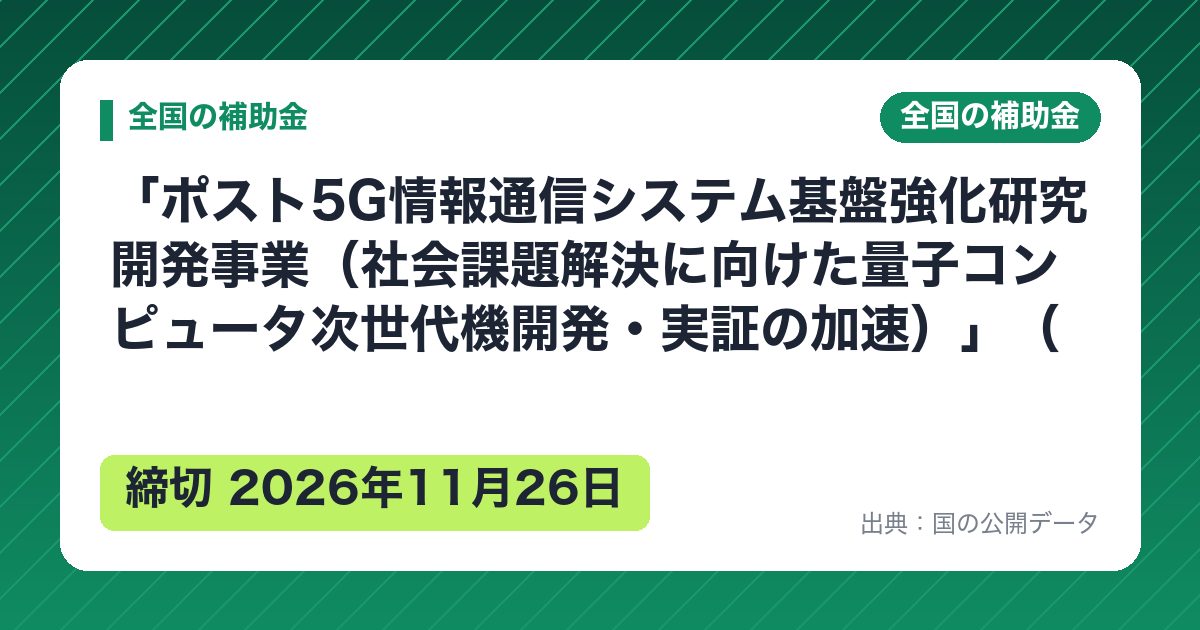 全国の補助金
全国の補助金
「ポスト5G情報通信システム基盤強化研究
開発事業（社会課題解決に向けた量子コン
ピュータ次世代機開発・実証の加速）」（
締切 2026年11月26日
出典：国の公開データ